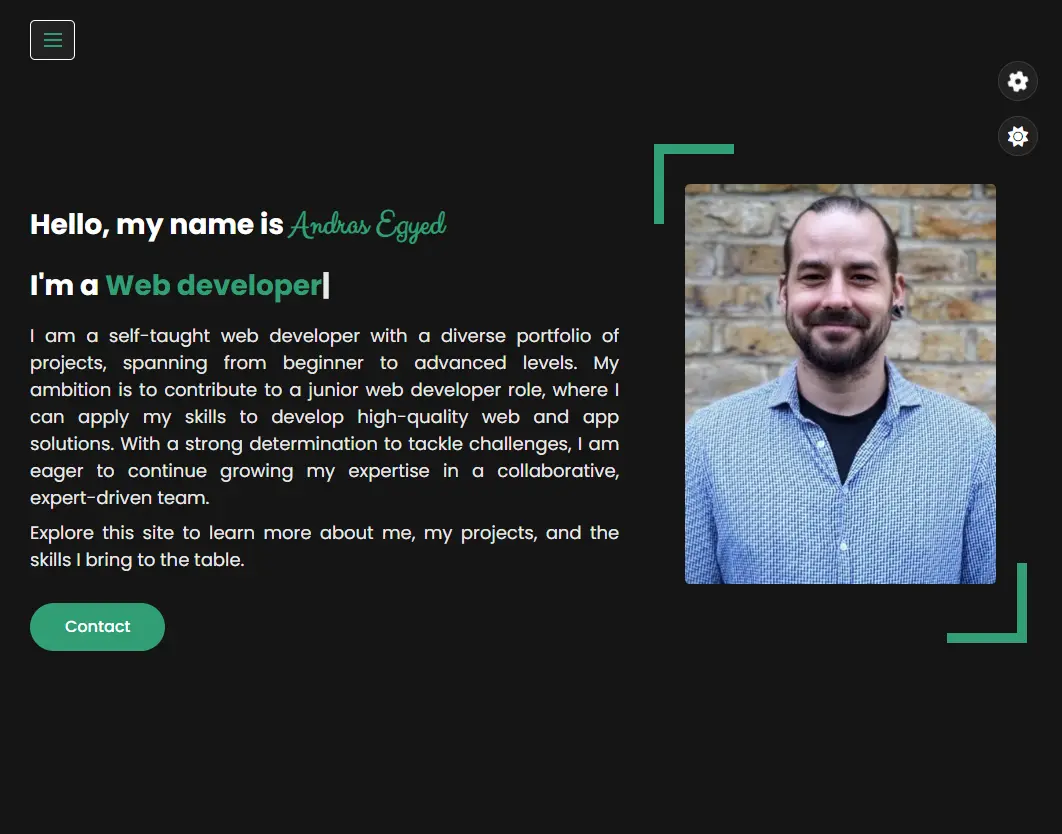 Hello, my name is Andras Egyed
I'm a Web developer|
I am a self-taught web developer with a diverse portfolio of
projects, spanning from beginner to advanced levels. My
ambition is to contribute to a junior web developer role, where I
can apply my skills to develop high-quality web and app
solutions. With a strong determination to tackle challenges, I am
eager to continue growing my expertise in a collaborative,
expert-driven team.
Explore this site to learn more about me, my projects, and the
skills I bring to the table.
Contact